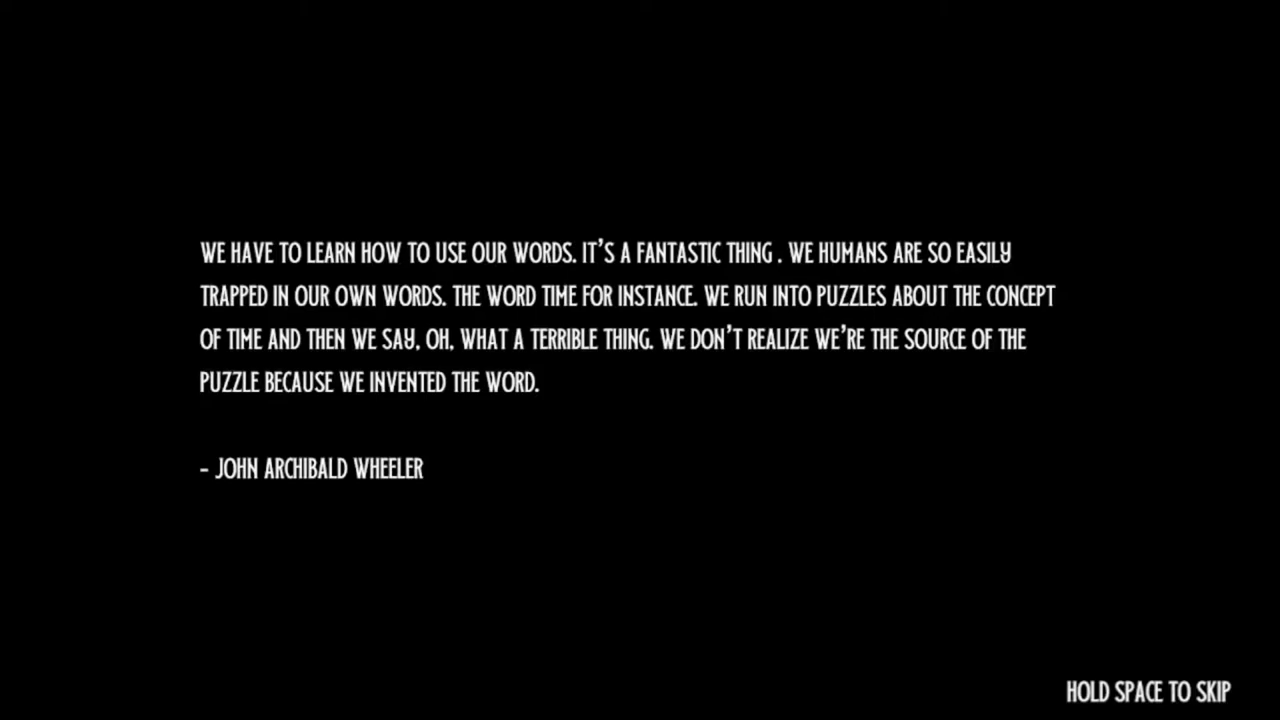 WE HAVE TO LEARN HOW TO USE OUR WORDS. IT'S A FANTASTIC THING . WE HUMANS ARE SO EASILY
TRAPPED IN OUR OWN WORDS. THE WORD TIME FOR INSTANCE. WE RUN INTO PUZZLES ABOUT THE CONCEPT
OF TIME AND THEN WE SAY, OH, WHAT A TERRIBLE THING. WE DON'T REALIZE WE'RE THE SOURCE OF THE
PUZZLE BECAUSE WE INVENTED THE WORD.
- JOHN ARCHIBALD WHEELER
HOLD SPACE TO SKIP